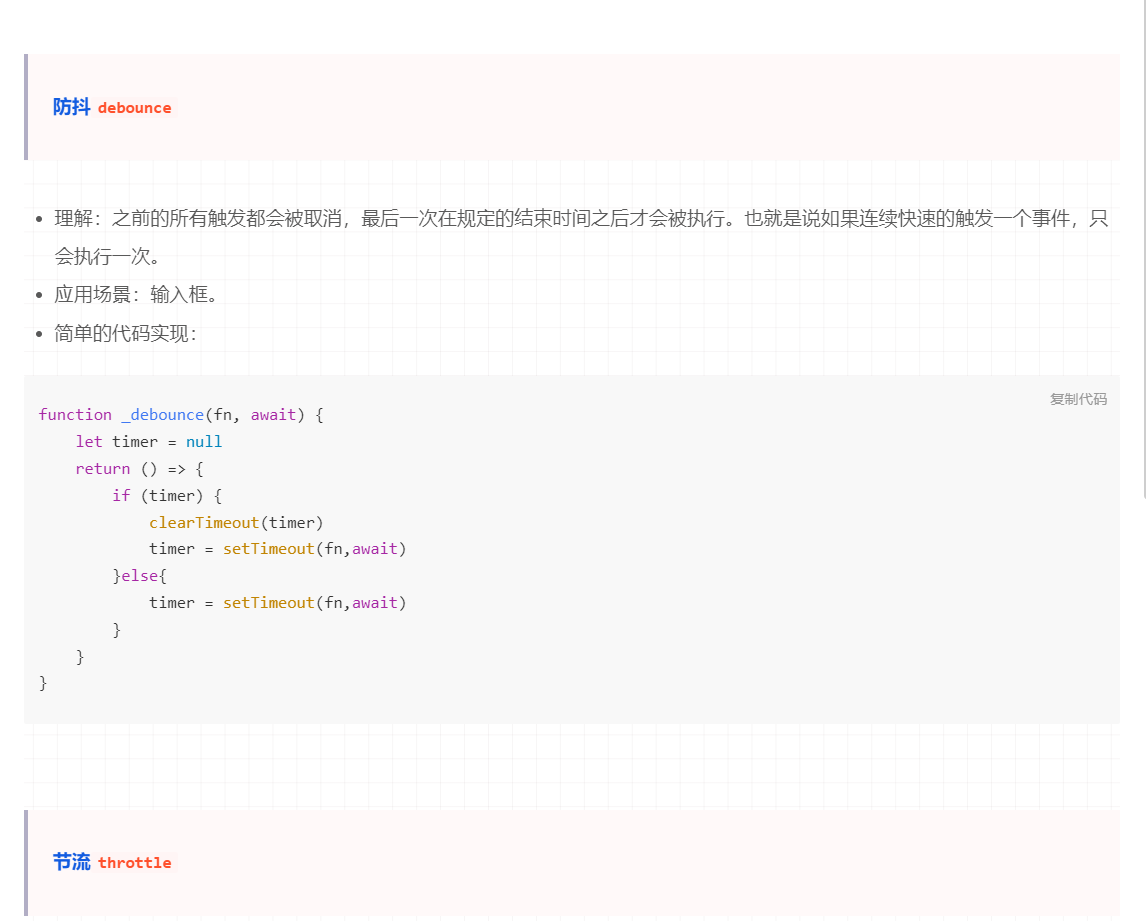 防抖 debounce
理解：之前的所有触发都会被取消，最后一次在规定的结束时间之后才会被执行。也就是说如果连续快速的触发一个事件，只
会执行一次。
应用场景：输入框。
简单的代码实现：
复制代码
function _debounce(fn, await) {
    let timer = null
    return () => {
        if (timer) {
            clearTimeout(timer)
            timer = setTimeout(fn,await)
        }else{
            timer = setTimeout(fn,await)
        }
    }
}
节流 throttle